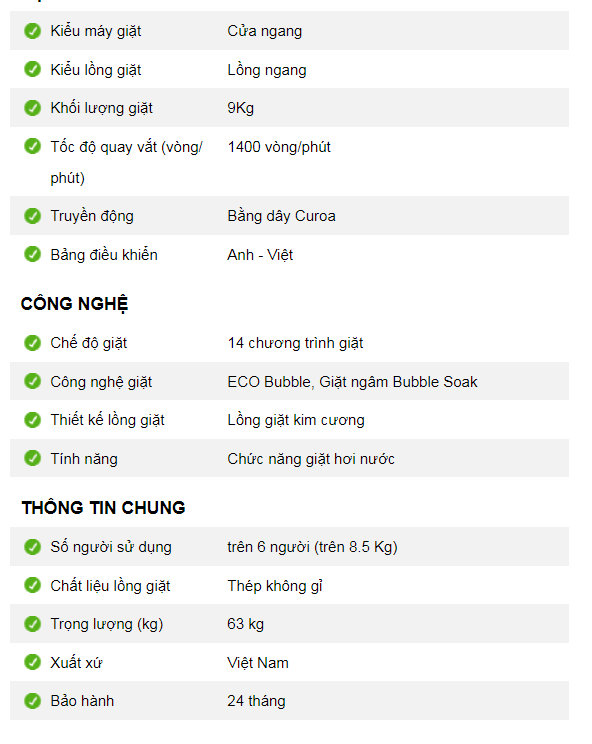 Kiểu máy giặt Cửa ngang
Kiểu lồng giặt Lồng ngang
Khối lượng giặt 9Kg
Tốc độ quay vắt (vòng/ 1400 vòng/phút
phút)
Truyền động Bằng dây Curoa
Bảng điều khiển Anh - Việt
CÔNG NGHỆ
Chế độ giặt 14 chương trình giặt
Công nghệ giặt ECO Bubble, Giặt ngâm Bubble Soak
Thiết kế lồng giặt Lồng giặt kim cương
Tính năng Chức năng giặt hơi nước
THÔNG TIN CHUNG
Số người sử dụng trên 6 người (trên 8.5 Kg)
Chất liệu lồng giặt Thép không gỉ
Trọng lượng (kg) 63 kg
Xuất xứ Việt Nam
Bảo hành 24 tháng